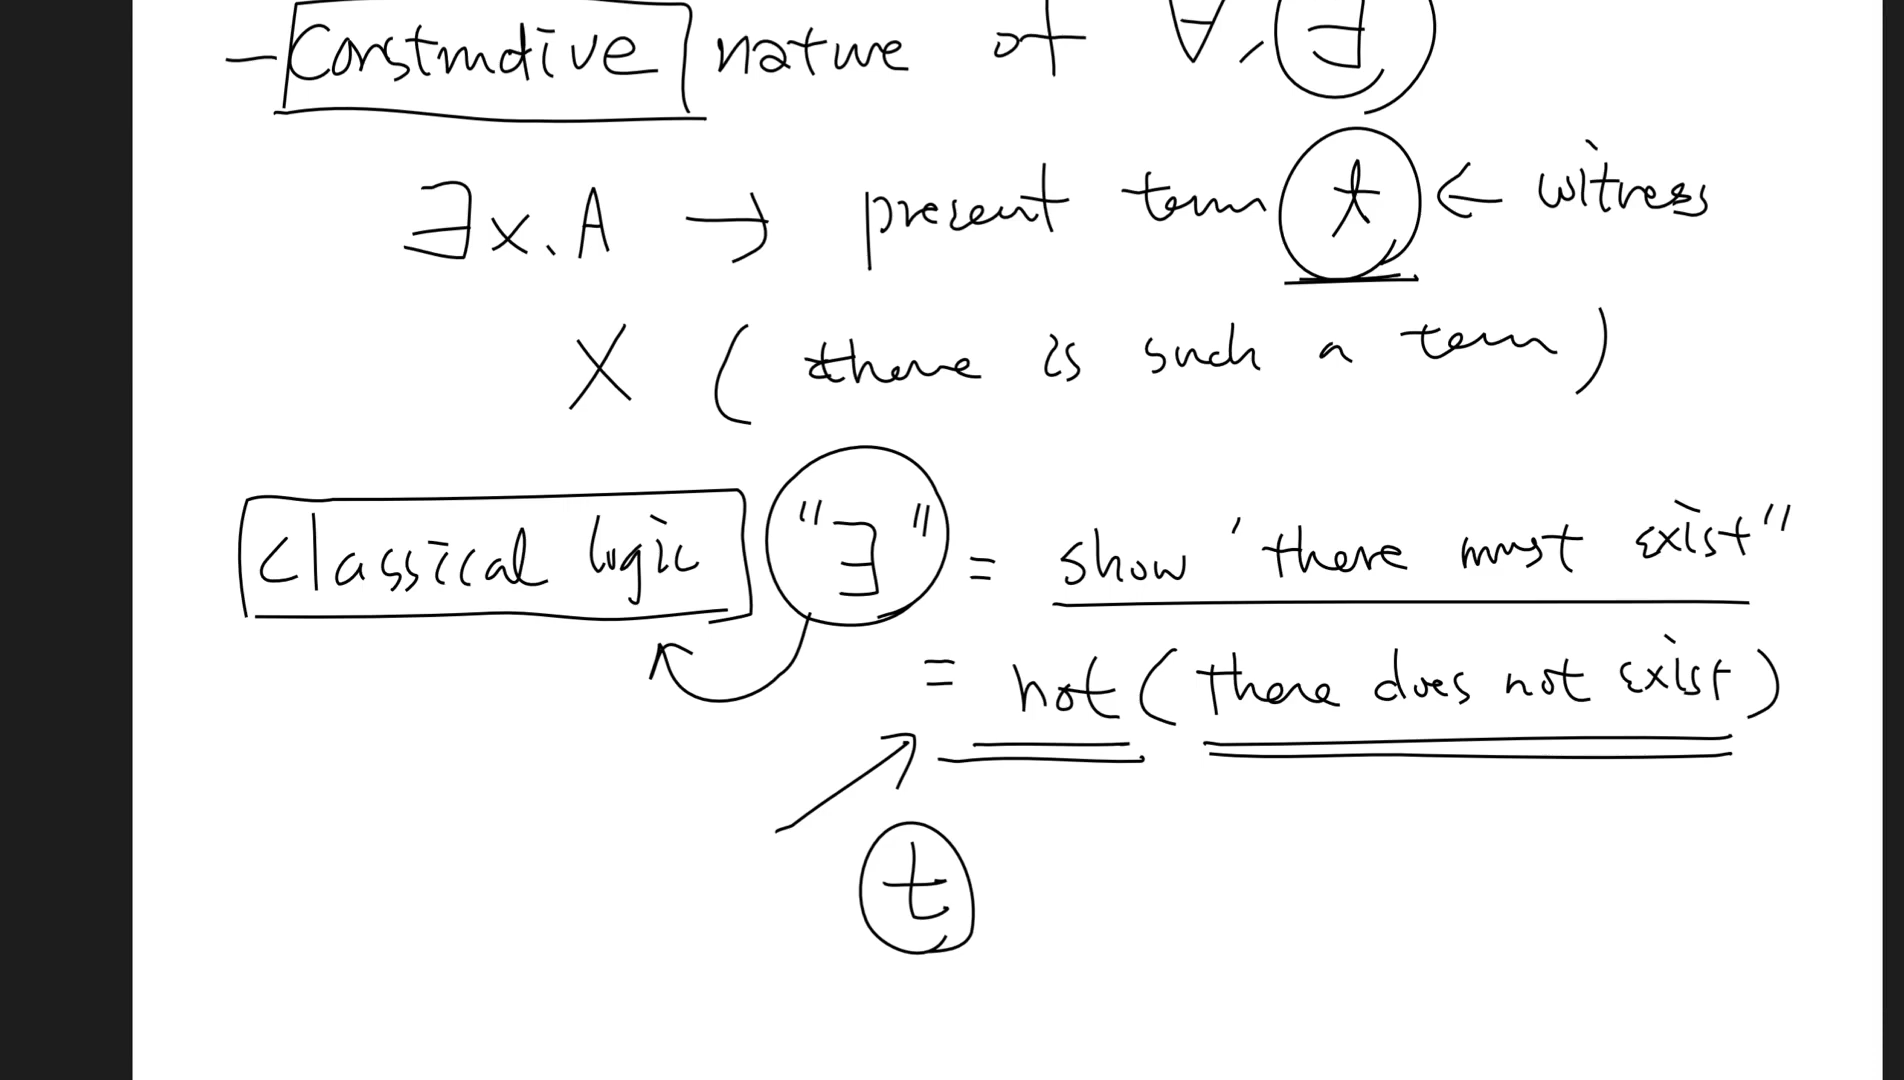 - Constructive nature of ∀, ∃
∃x. A → present term t ← witness
X ( there is such a term )
Classical logic "∃" = show 'there must exist"
= not ( there does not exist )
t